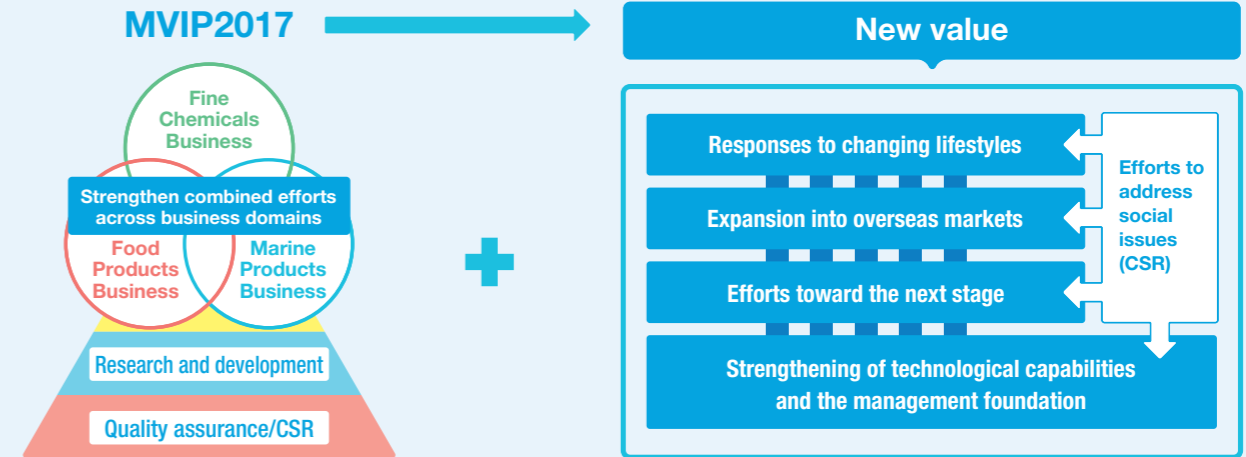 MVIP2017
Fine
Chemicals
Business
Strengthen combined efforts
across business domains
Food
Products
Business
Marine
Products
Business
Research and development
Quality assurance/CSR
New value
Responses to changing lifestyles
Expansion into overseas markets
Efforts toward the next stage
Strengthening of technological capabilities
and the management foundation
Efforts to
address
social
issues
(CSR)